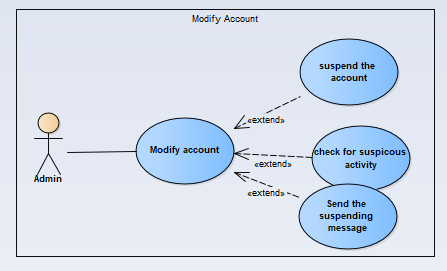 Modify Account
suspend the
account
«extend»
check for suspicous
activity
Modify account
«extend»
Admin
«extend»
Send the
suspending
message